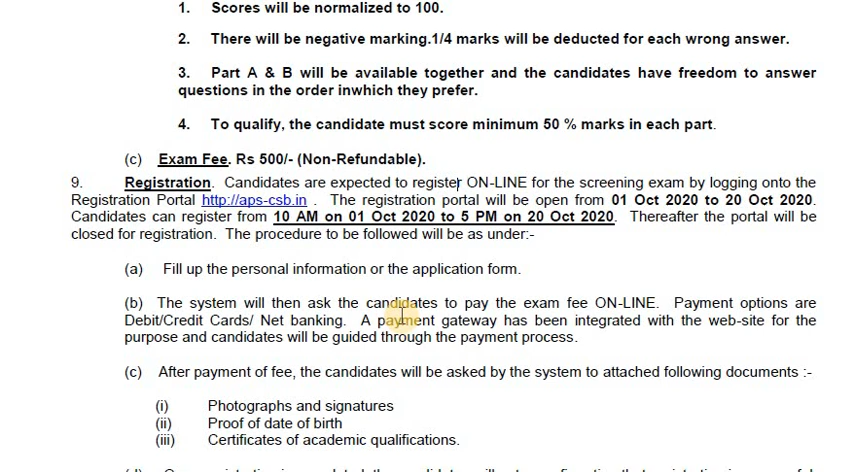 1. Scores will be normalized to 100.
2. There will be negative marking.1/4 marks will be deducted for each wrong answer.
3. Part A & B will be available together and the candidates have freedom to answer
questions in the order inwhich they prefer.
4. To qualify, the candidate must score minimum 50 % marks in each part.
(c) Exam Fee. Rs 500/- (Non-Refundable).
9. Registration. Candidates are expected to register ON-LINE for the screening exam by logging onto the
Registration Portal http://aps-csb.in . The registration portal will be open from 01 Oct 2020 to 20 Oct 2020.
Candidates can register from 10 AM on 01 Oct 2020 to 5 PM on 20 Oct 2020. Thereafter the portal will be
closed for registration. The procedure to be followed will be as under:-
(a) Fill up the personal information or the application form.
(b) The system will then ask the candidates to pay the exam fee ON-LINE. Payment options are
Debit/Credit Cards/ Net banking. A payment gateway has been integrated with the web-site for the
purpose and candidates will be guided through the payment process.
(c) After payment of fee, the candidates will be asked by the system to attached following documents :-
(i) Photographs and signatures
(ii) Proof of date of birth
(iii) Certificates of academic qualifications.